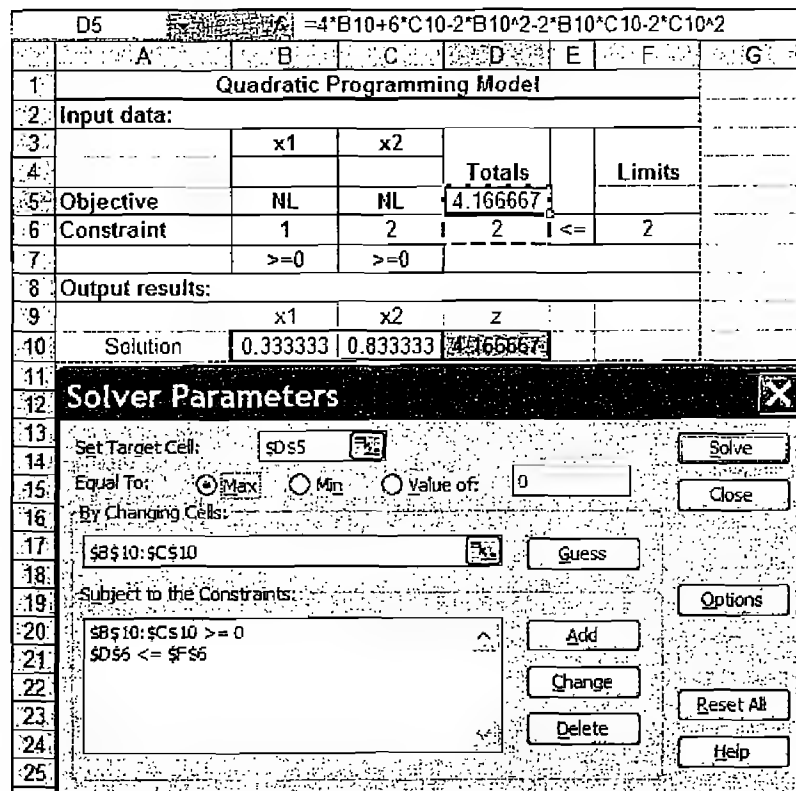 D5 fx =4*B10+6*C10-2*B10^2-2*B10*C10-2*C10^2
A B C D E F G
1 Quadratic Programming Model
2 Input data:
3 x1 x2
4 Totals Limits
5 Objective NL NL 4.166667
6 Constraint 1 2 2 <= 2
7 >=0 >=0
8 Output results:
9 x1 x2 z
10 Solution 0.333333 0.833333 4.166667
11
12 Solver Parameters
13 Set Target Cell: $D$5 Solve
14
15 Equal To: Max Min Value of: 0 Close
16 By Changing Cells:
17 $B$10:$C$10 Guess
18
19 Subject to the Constraints: Options
20 $B$10:$C$10 >= 0 Add
21 $D$6 <= $F$6
22 Change
23 Reset All
24 Delete
25 Help